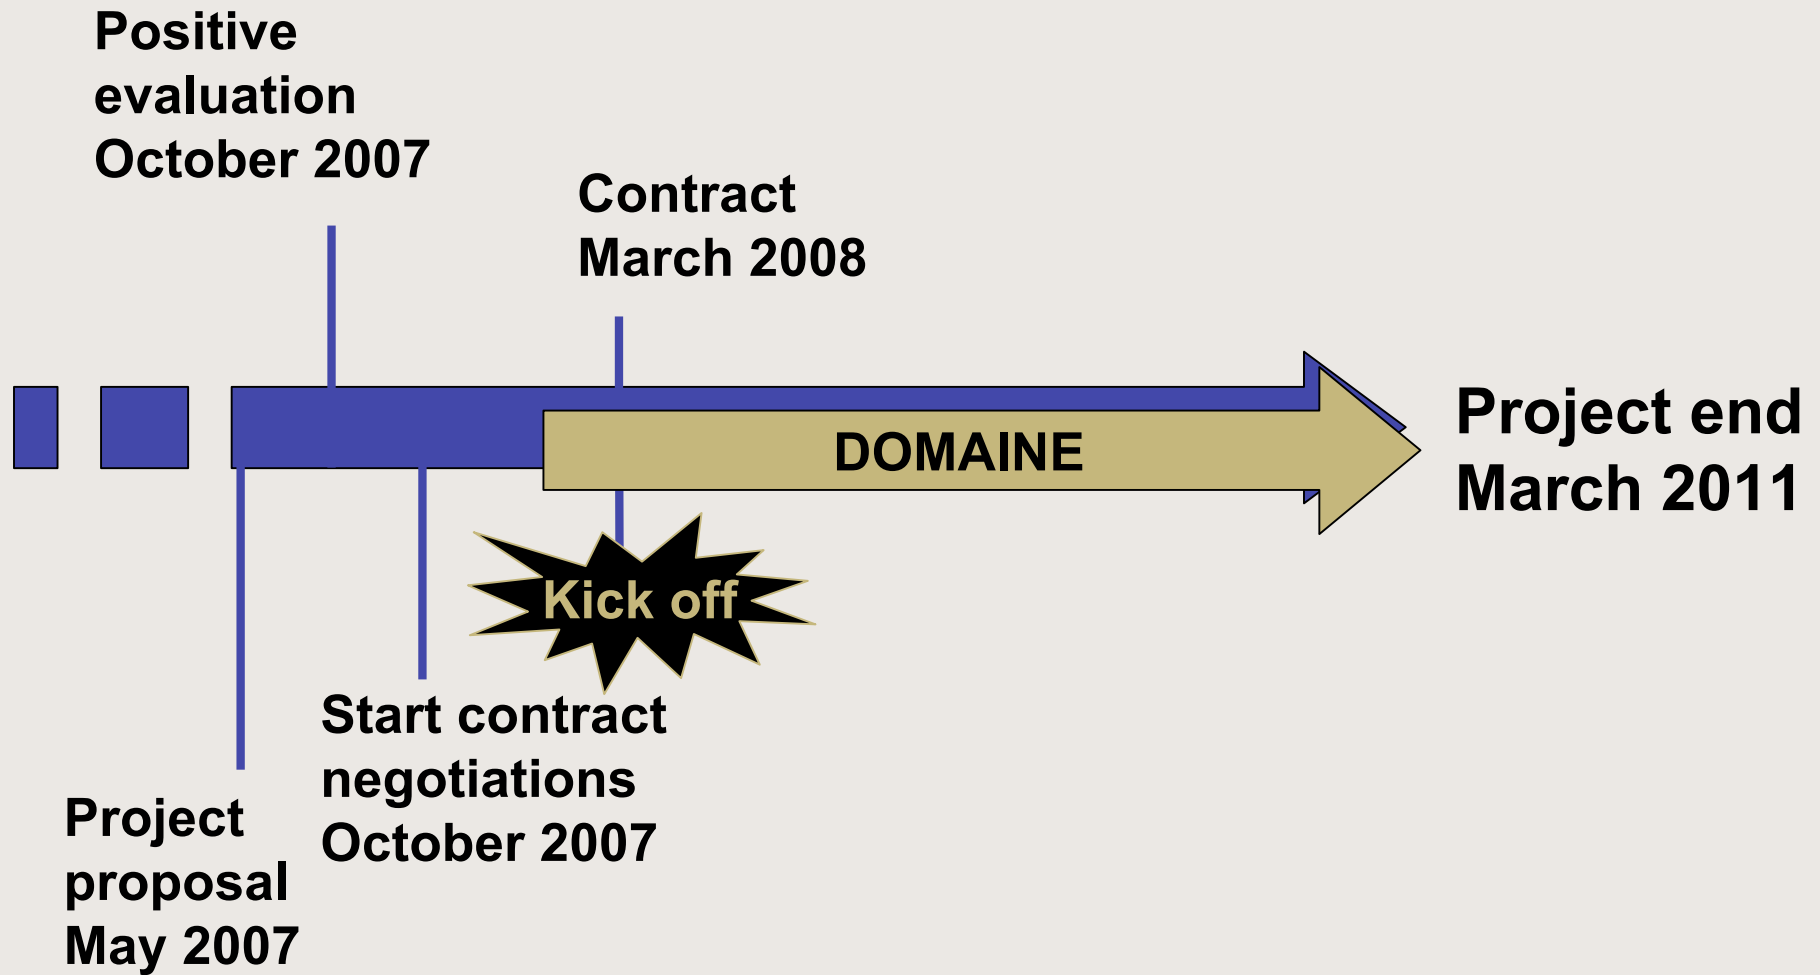 Positive
evaluation
October 2007
Contract
March 2008
DOMAINE
Project end
March 2011
Kick off
Start contract
negotiations
October 2007
Project
proposal
May 2007